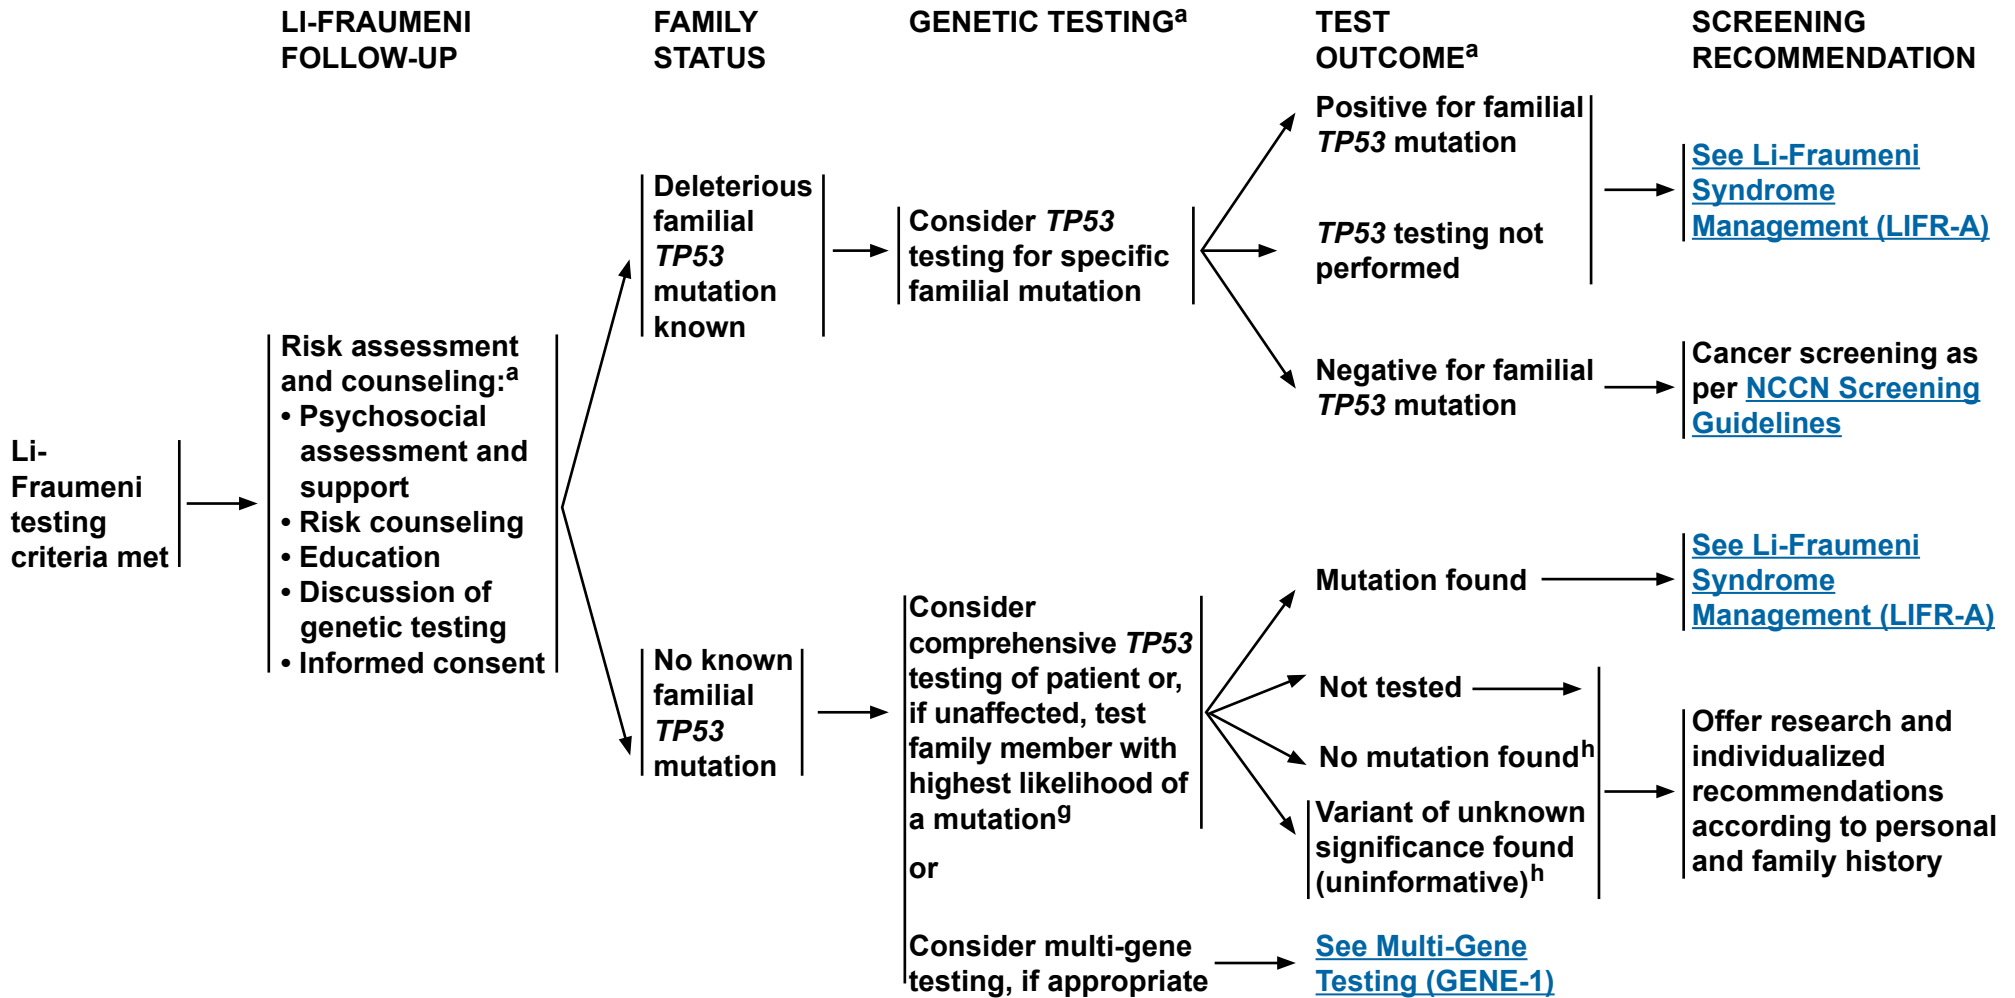 LI-FRAUMENI
FOLLOW-UP
FAMILY
STATUS
GENETIC TESTINGᵃ
TEST
OUTCOMEᵃ
SCREENING
RECOMMENDATION
Li-
Fraumeni
testing
criteria met
Risk assessment
and counseling:ᵃ
• Psychosocial
assessment and
support
• Risk counseling
• Education
• Discussion of
genetic testing
• Informed consent
Deleterious
familial
TP53
mutation
known
Consider TP53
testing for specific
familial mutation
Positive for familial
TP53 mutation
TP53 testing not
performed
See Li-Fraumeni
Syndrome
Management (LIFR-A)
Negative for familial
TP53 mutation
Cancer screening as
per NCCN Screening
Guidelines
No known
familial
TP53
mutation
Consider
comprehensive TP53
testing of patient or,
if unaffected, test
family member with
highest likelihood of
a mutationᵍ
or
Consider multi-gene
testing, if appropriate
Mutation found
See Li-Fraumeni
Syndrome
Management (LIFR-A)
Not tested
No mutation foundʰ
Variant of unknown
significance found
(uninformative)ʰ
Offer research and
individualized
recommendations
according to personal
and family history
See Multi-Gene
Testing (GENE-1)